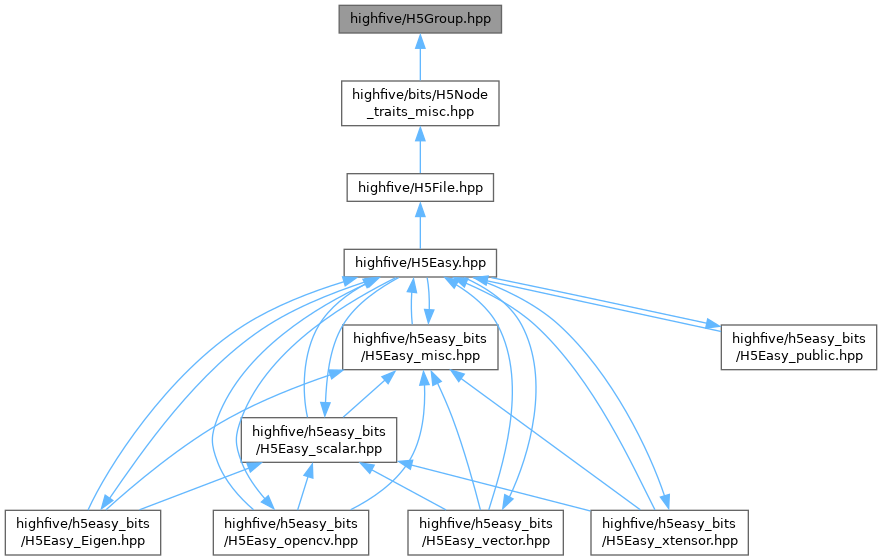 highfive/H5Group.hpp
highfive/bits/H5Node
_traits_misc.hpp
highfive/H5File.hpp
highfive/H5Easy.hpp
highfive/h5easy_bits
/H5Easy_misc.hpp
highfive/h5easy_bits
/H5Easy_public.hpp
highfive/h5easy_bits
/H5Easy_scalar.hpp
highfive/h5easy_bits
/H5Easy_Eigen.hpp
highfive/h5easy_bits
/H5Easy_opencv.hpp
highfive/h5easy_bits
/H5Easy_vector.hpp
highfive/h5easy_bits
/H5Easy_xtensor.hpp